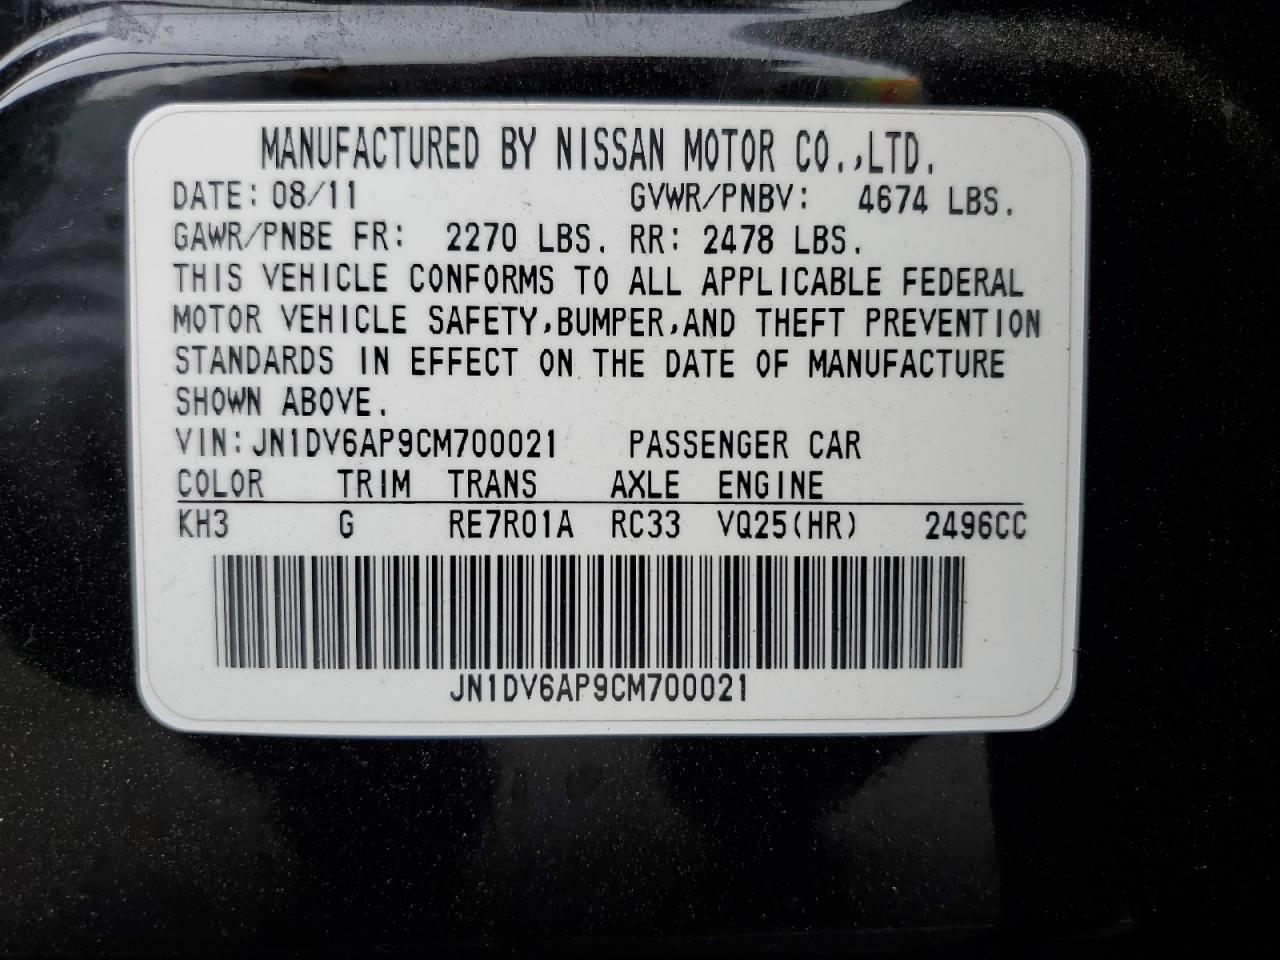 MANUFACTURED BY NISSAN MOTOR CO.,LTD.
DATE: 08/11 GVWR/PNBV: 4674 LBS.
GAWR/PNBE FR: 2270 LBS. RR: 2478 LBS.
THIS VEHICLE CONFORMS TO ALL APPLICABLE FEDERAL
MOTOR VEHICLE SAFETY,BUMPER,AND THEFT PREVENTION
STANDARDS IN EFFECT ON THE DATE OF MANUFACTURE
SHOWN ABOVE.
VIN:JN1DV6AP9CM700021 PASSENGER CAR
COLOR TRIM TRANS AXLE ENGINE
KH3 G RE7R01A RC33 VQ25(HR) 2496CC
JN1DV6AP9CM700021